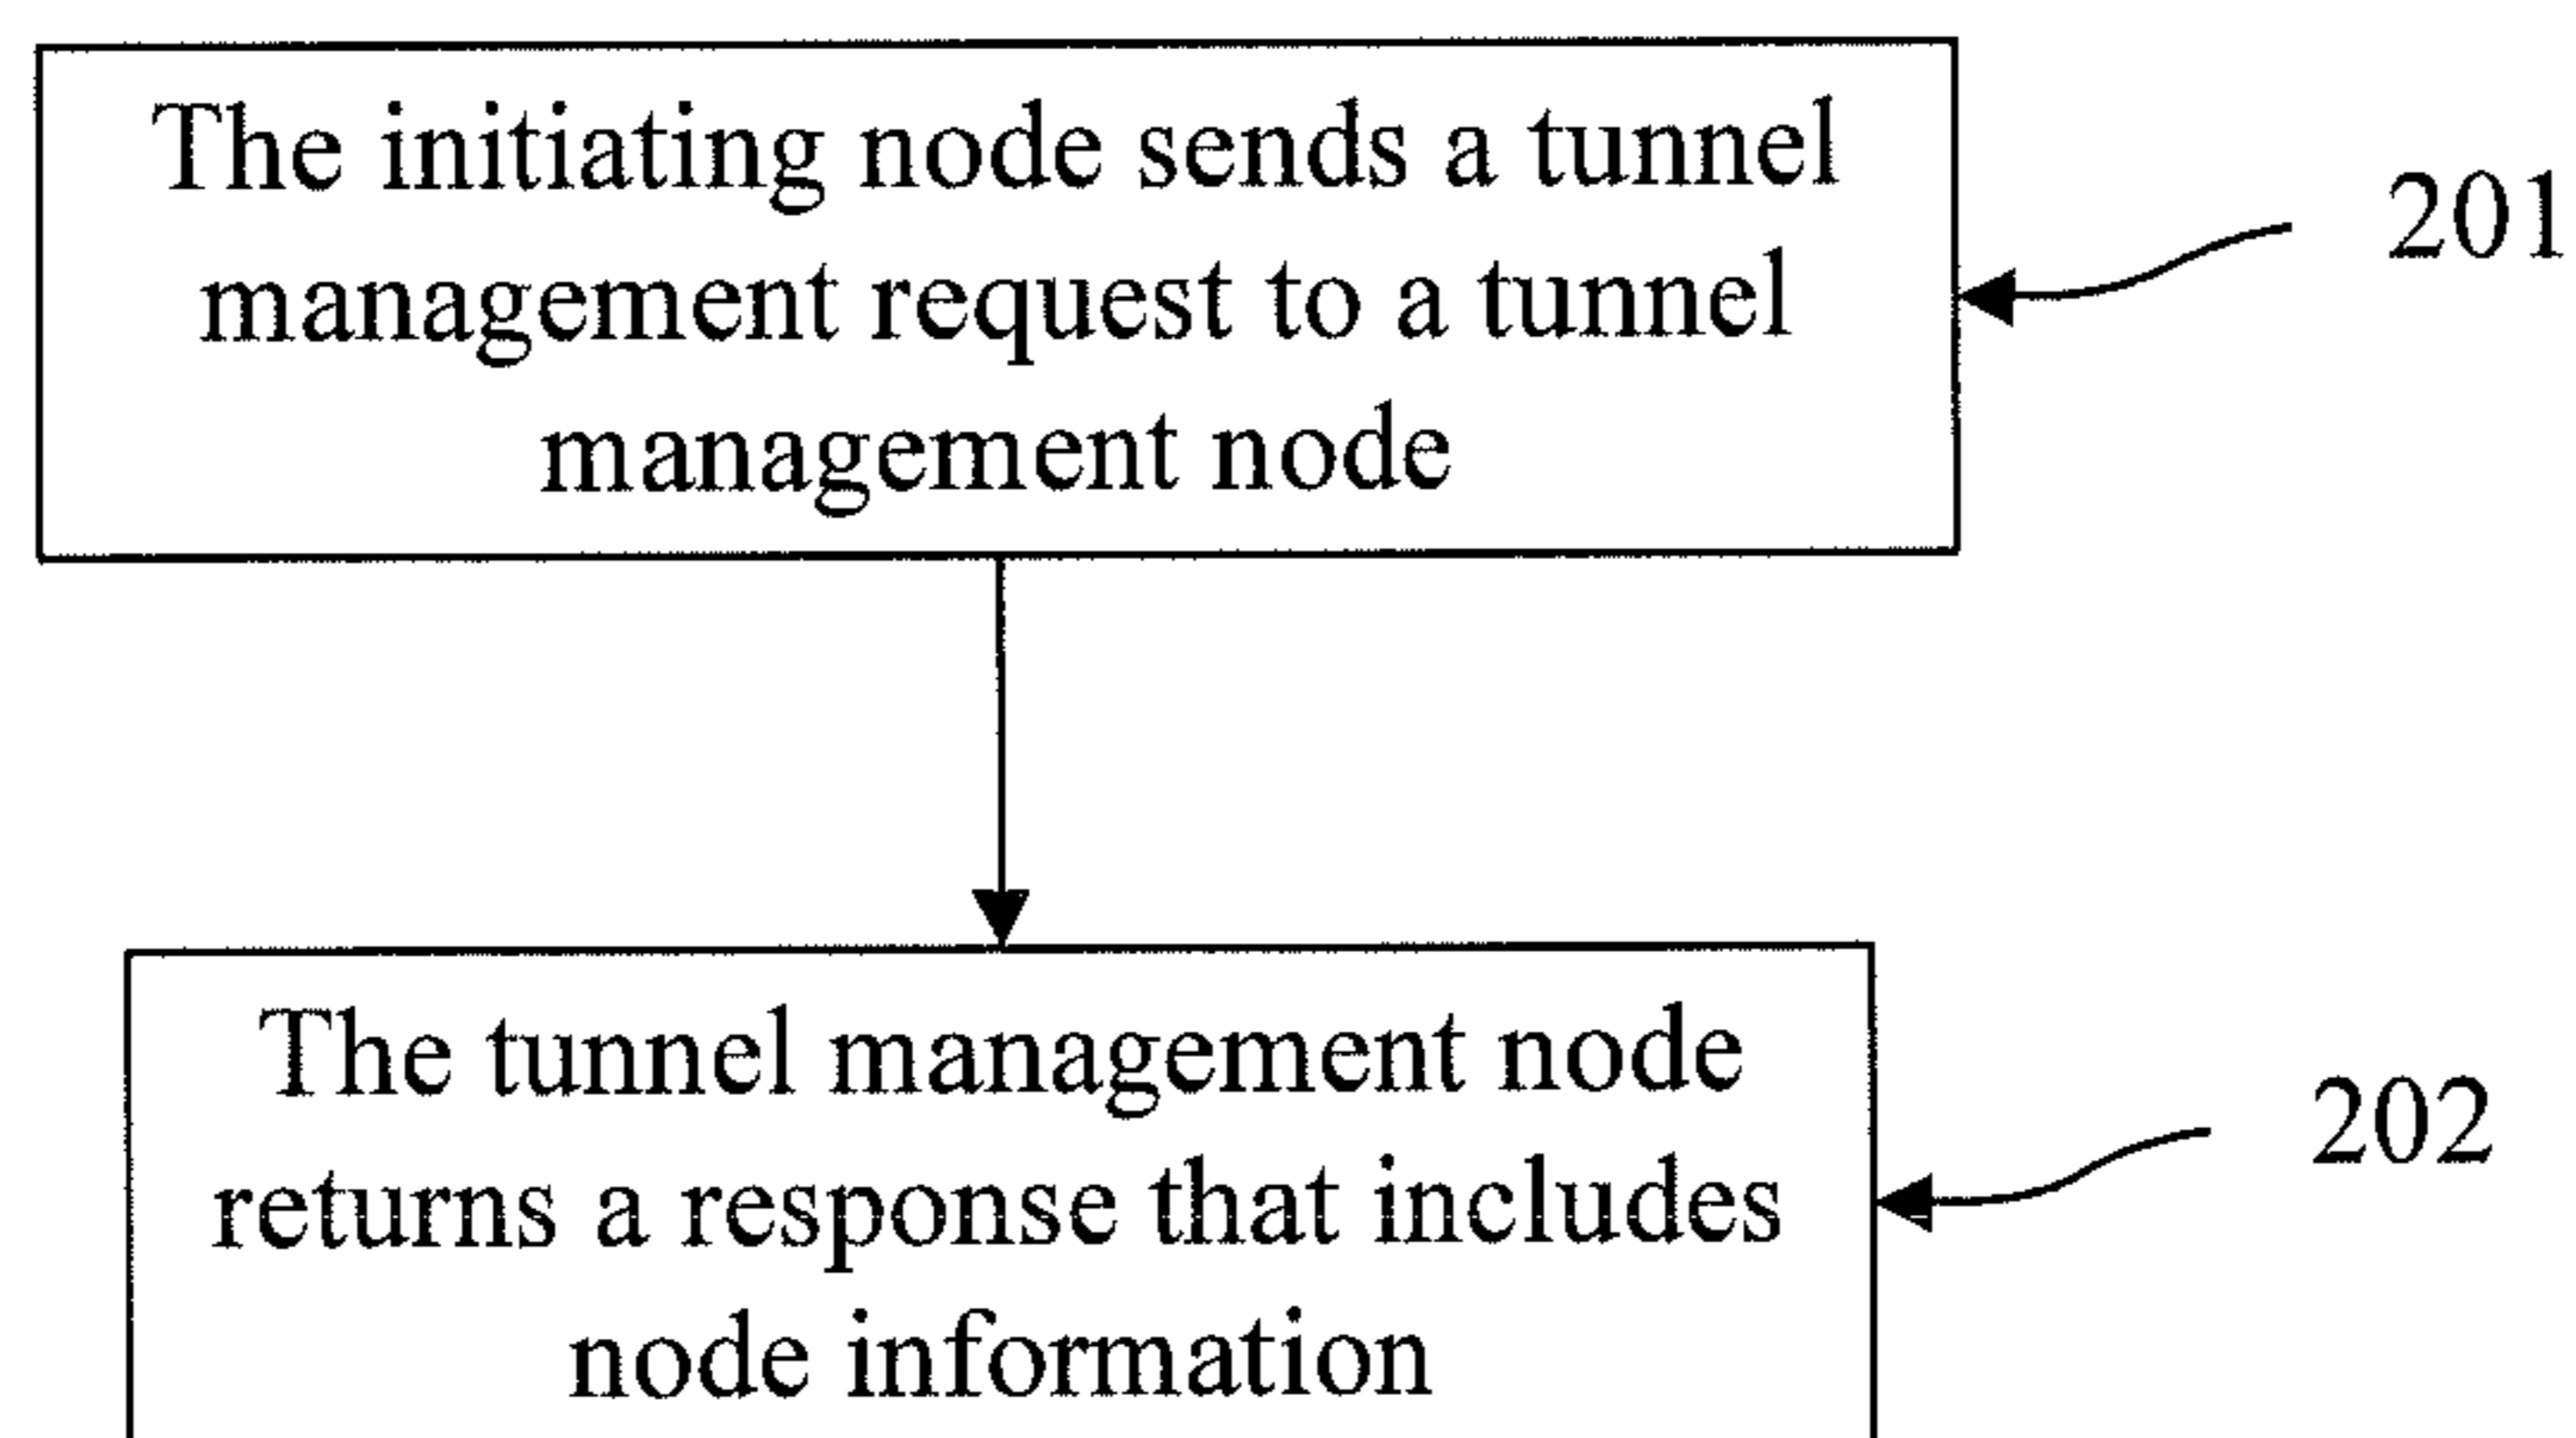 The initiating node sends a tunnel
management request to a tunnel
management node
201
The tunnel management node
returns a response that includes
node information
202